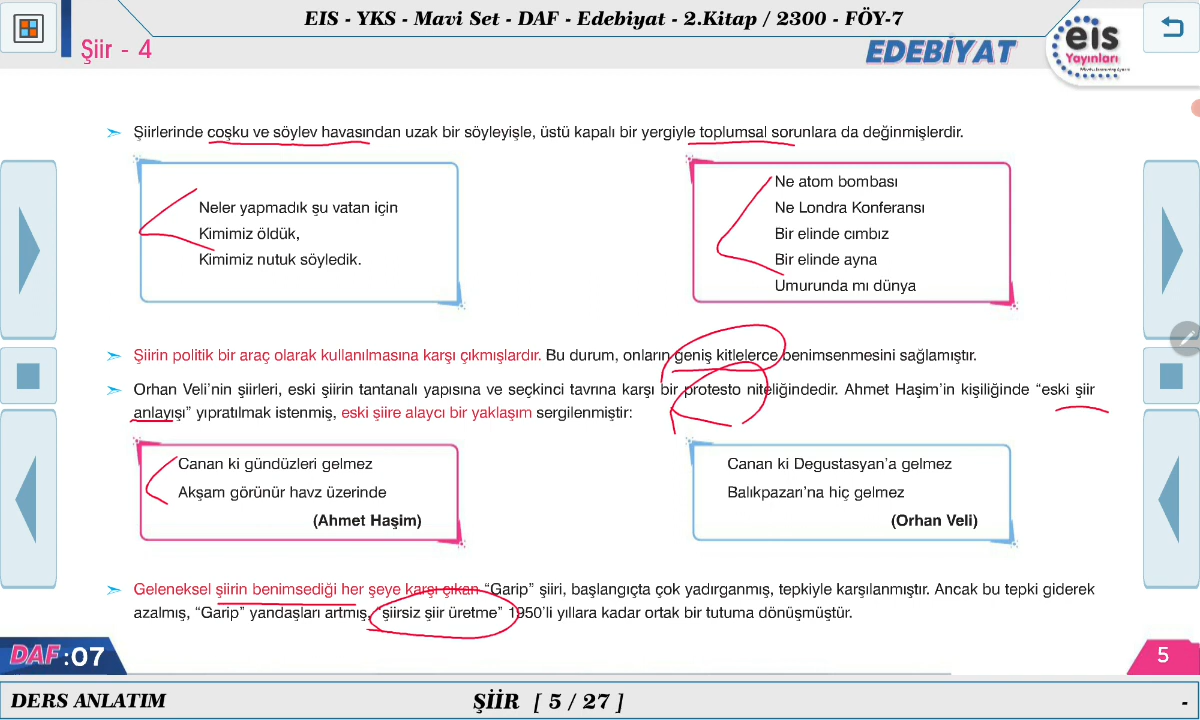 EIS - YKS - Mavi Set - DAF - Edebiyat - 2.Kitap / 2300 - FÖY-7
Şiir - 4
EDEBİYAT
eis
Yayınları
➣ Şiirlerinde coşku ve söylev havasından uzak bir söyleyişle, üstü kapalı bir yergiyle toplumsal sorunlara da değinmişlerdir.
Neler yapmadık şu vatan için
Kimimiz öldük,
Kimimiz nutuk söyledik.
Ne atom bombası
Ne Londra Konferansı
Bir elinde cımbız
Bir elinde ayna
Umurunda mı dünya
➣ Şiirin politik bir araç olarak kullanılmasına karşı çıkmışlardır. Bu durum, onların geniş kitlelerce benimsenmesini sağlamıştır.
➣ Orhan Veli'nin şiirleri, eski şiirin tantanalı yapısına ve seçkinci tavrına karşı bir protesto niteliğindedir. Ahmet Haşim'in kişiliğinde “eski şiir
anlayışı” yıpratılmak istenmiş, eski şiire alaycı bir yaklaşım sergilenmiştir:
Canan ki gündüzleri gelmez
Akşam görünür havz üzerinde
(Ahmet Haşim)
Canan ki Degustasyan'a gelmez
Balıkpazarı'na hiç gelmez
(Orhan Veli)
➣ Geleneksel şiirin benimsediği her şeye karşı çıkan “Garip” şiiri, başlangıçta çok yadırganmış, tepkiyle karşılanmıştır. Ancak bu tepki giderek
azalmış, “Garip” yandaşları artmış, “şiirsiz şiir üretme” 1950'li yıllara kadar ortak bir tutuma dönüşmüştür.
DAF:07
5
DERS ANLATIM
ŞİİR [ 5 / 27 ]
-